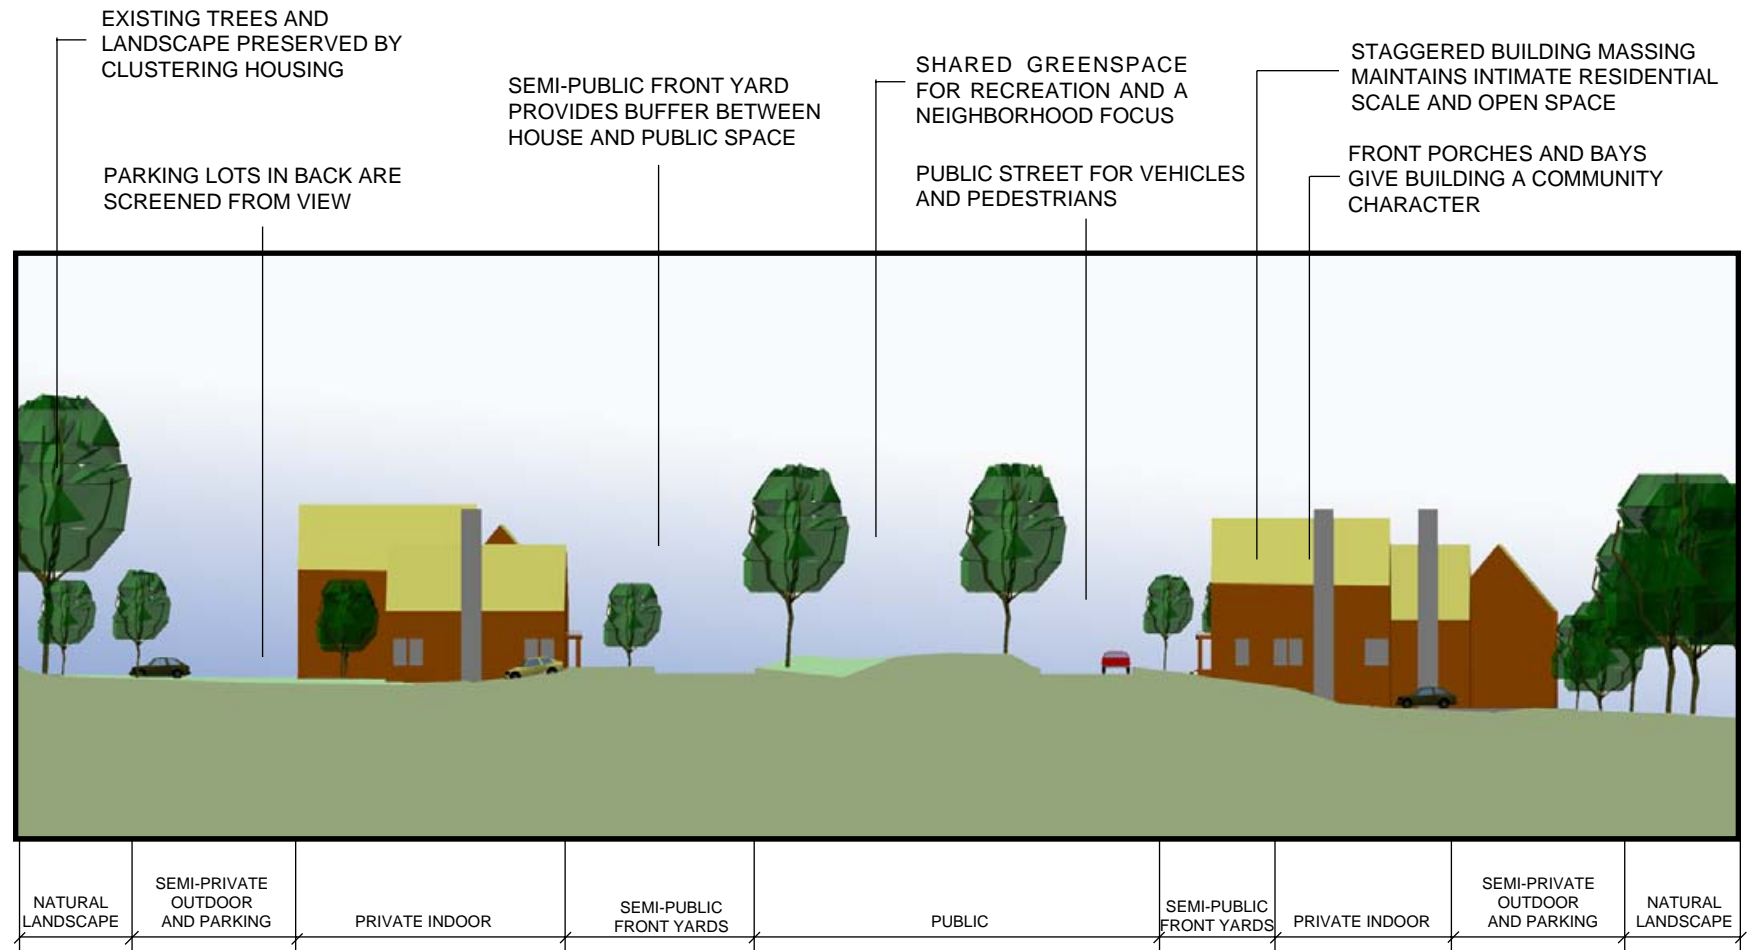 EXISTING TREES AND
LANDSCAPE PRESERVED BY
CLUSTERING HOUSING
PARKING LOTS IN BACK ARE
SCREENED FROM VIEW
SEMI-PUBLIC FRONT YARD
PROVIDES BUFFER BETWEEN
HOUSE AND PUBLIC SPACE
SHARED GREENSPACE
FOR RECREATION AND A
NEIGHBORHOOD FOCUS
PUBLIC STREET FOR VEHICLES
AND PEDESTRIANS
STAGGERED BUILDING MASSING
MAINTAINS INTIMATE RESIDENTIAL
SCALE AND OPEN SPACE
FRONT PORCHES AND BAYS
GIVE BUILDING A COMMUNITY
CHARACTER
NATURAL
LANDSCAPE
SEMI-PRIVATE
OUTDOOR
AND PARKING
PRIVATE INDOOR
SEMI-PUBLIC
FRONT YARDS
PUBLIC
SEMI-PUBLIC
FRONT YARDS
PRIVATE INDOOR
SEMI-PRIVATE
OUTDOOR
AND PARKING
NATURAL
LANDSCAPE